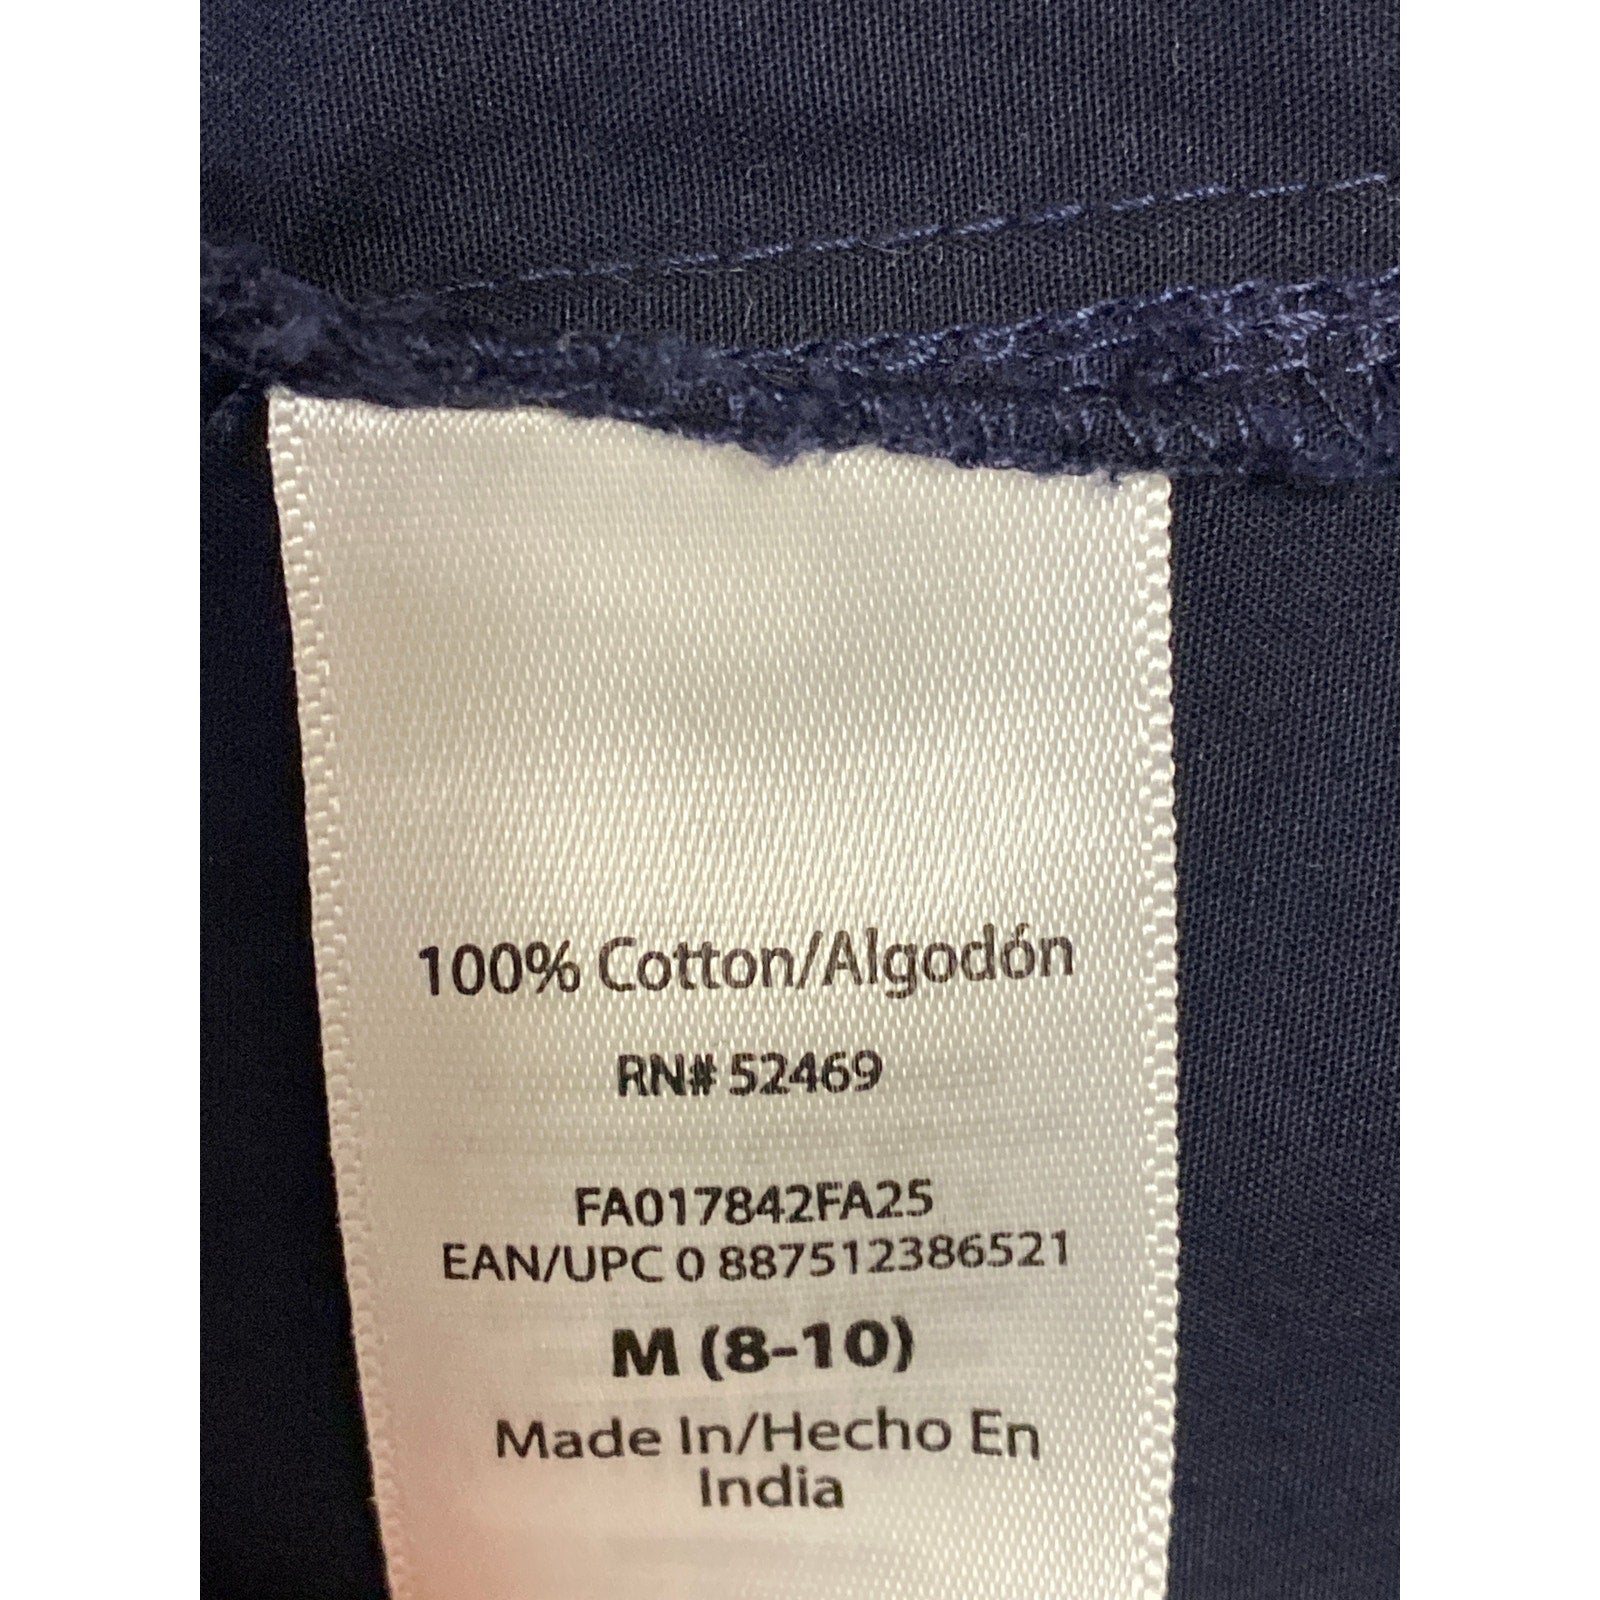 100% Cotton/Algodón
RN# 52469
FA017842FA25
EAN/UPC 0 887512386521
M (8-10)
Made In/Hecho En
India